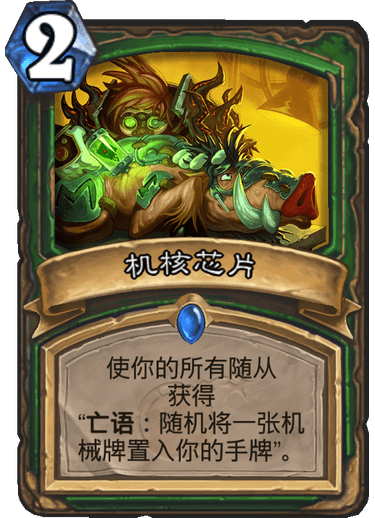 2
机核芯片
使你的所有随从
获得
“亡语：随机将一张机
械牌置入你的手牌”。